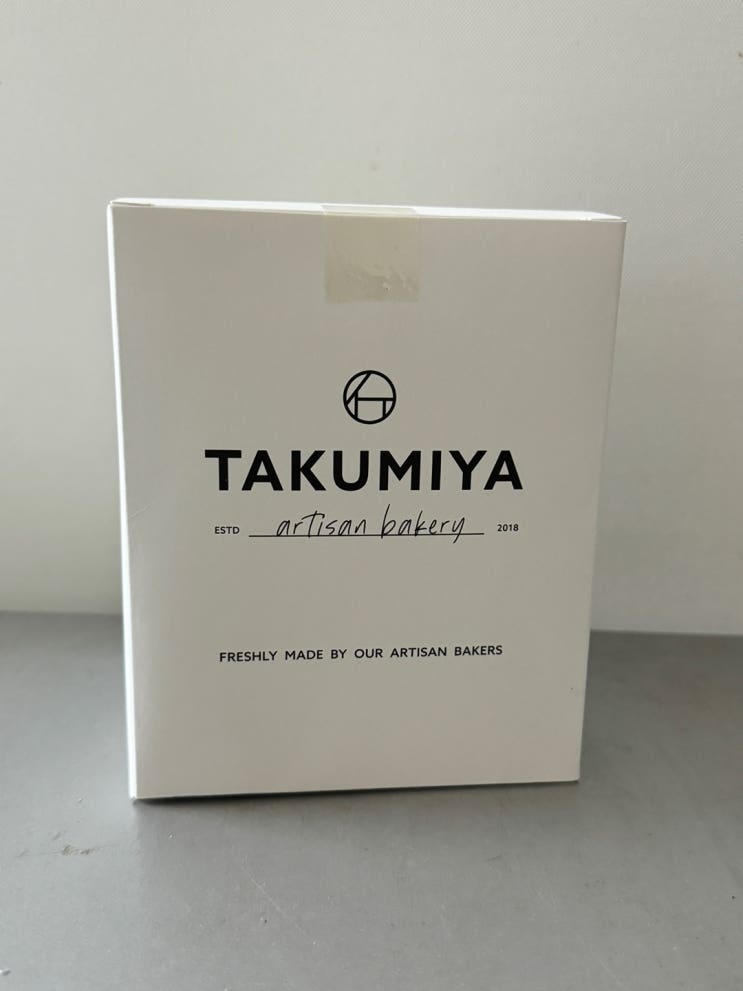 TAKUMIYA
ESTD artisan bakery 2018
FRESHLY MADE BY OUR ARTISAN BAKERS